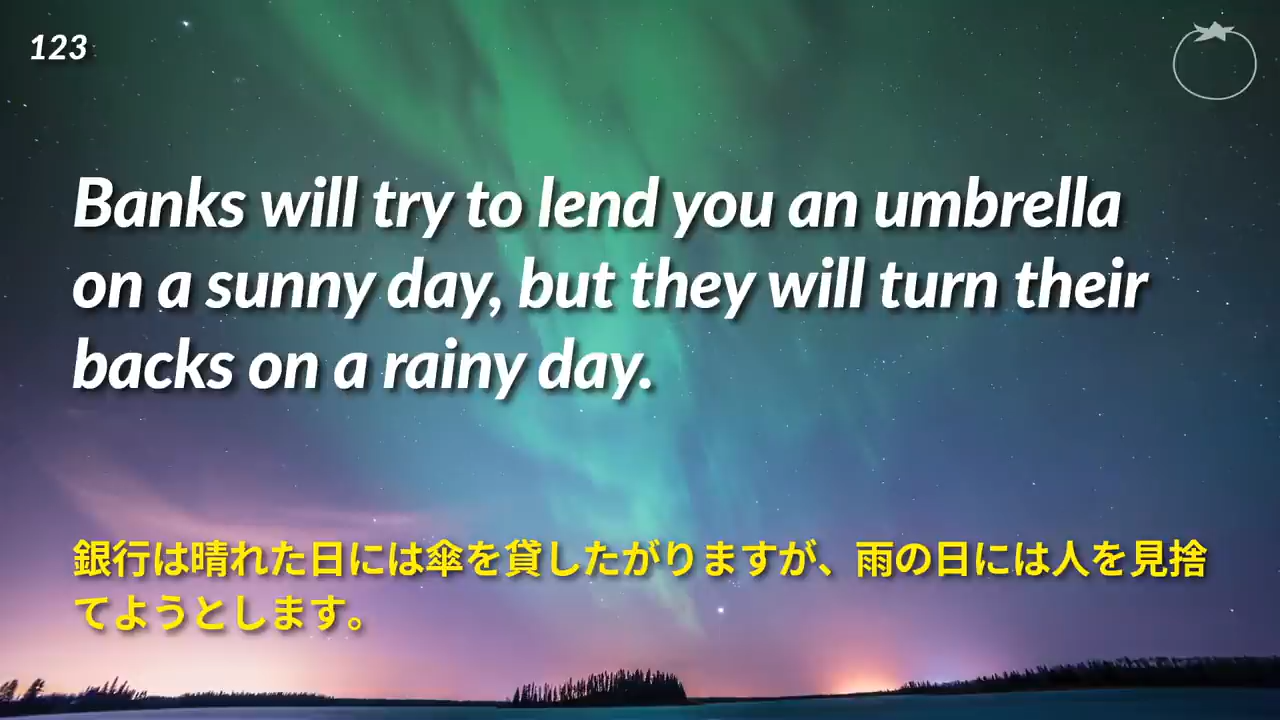 123
Banks will try to lend you an umbrella
on a sunny day, but they will turn their
backs on a rainy day.
銀行は晴れた日には傘を貸したがりますが、雨の日には人を見捨
てようとします。